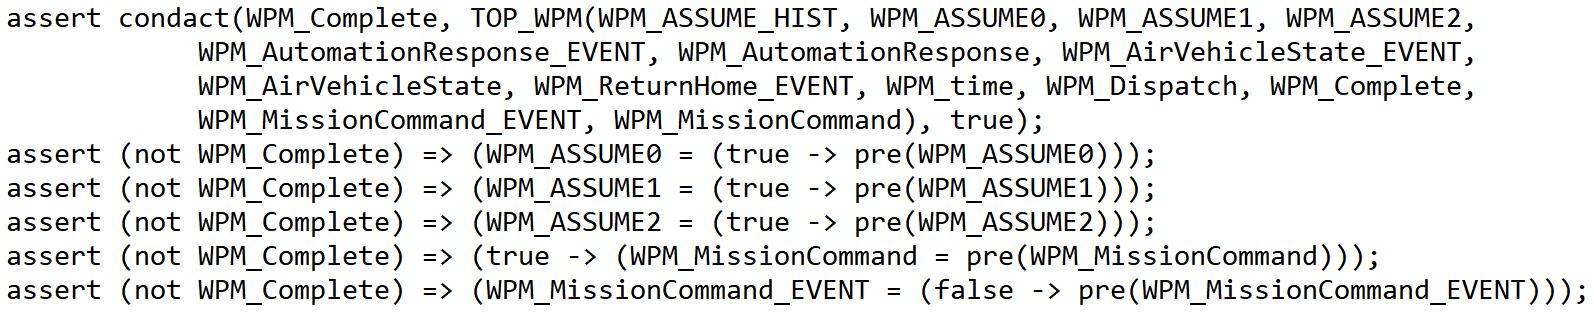 assert condact(WPM_Complete, TOP_WPM(WPM_ASSUME_HIST, WPM_ASSUME0, WPM_ASSUME1, WPM_ASSUME2,
WPM_AutomationResponse_EVENT, WPM_AutomationResponse, WPM_AirVehicleState_EVENT,
WPM_AirVehicleState, WPM_ReturnHome_EVENT, WPM_time, WPM_Dispatch, WPM_Complete,
WPM_MissionCommand_EVENT, WPM_MissionCommand), true);
assert (not WPM_Complete) => (WPM_ASSUME0 = (true -> pre(WPM_ASSUME0)));
assert (not WPM_Complete) => (WPM_ASSUME1 = (true -> pre(WPM_ASSUME1)));
assert (not WPM_Complete) => (WPM_ASSUME2 = (true -> pre(WPM_ASSUME2)));
assert (not WPM_Complete) => (true -> (WPM_MissionCommand = pre(WPM_MissionCommand)));
assert (not WPM_Complete) => (WPM_MissionCommand_EVENT = (false -> pre(WPM_MissionCommand_EVENT)));